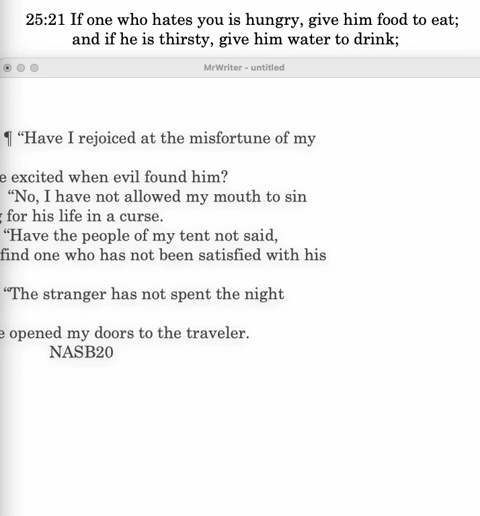 25:21 If one who hates you is hungry, give him food to eat;
and if he is thirsty, give him water to drink;
MrWriter - untitled
¶ “Have I rejoiced at the misfortune of my
excited when evil found him?
“No, I have not allowed my mouth to sin
for his life in a curse.
“Have the people of my tent not said,
find one who has not been satisfied with his
“The stranger has not spent the night
opened my doors to the traveler.
NASB20